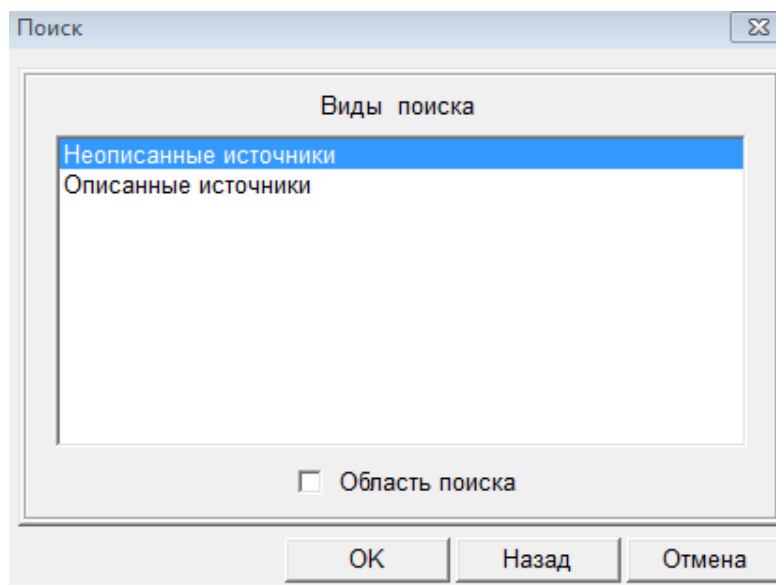 Поиск
Виды поиска
Неописанные источники
Описанные источники
Область поиска
OK Назад Отмена